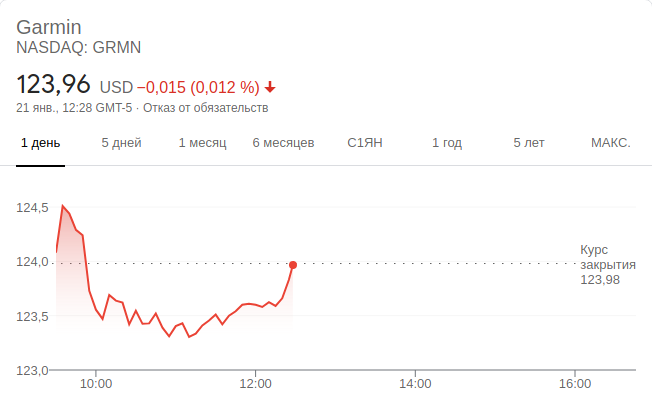 Garmin
NASDAQ: GRMN
123,96 USD −0,015 (0,012 %)
21 янв., 12:28 GMT-5 · Отказ от обязательств
1 день 5 дней 1 месяц 6 месяцев С1ЯН 1 год 5 лет МАКС.
124,5
124,0
123,5
123,0
Курс
закрытия
123,98
10:00 12:00 14:00 16:00